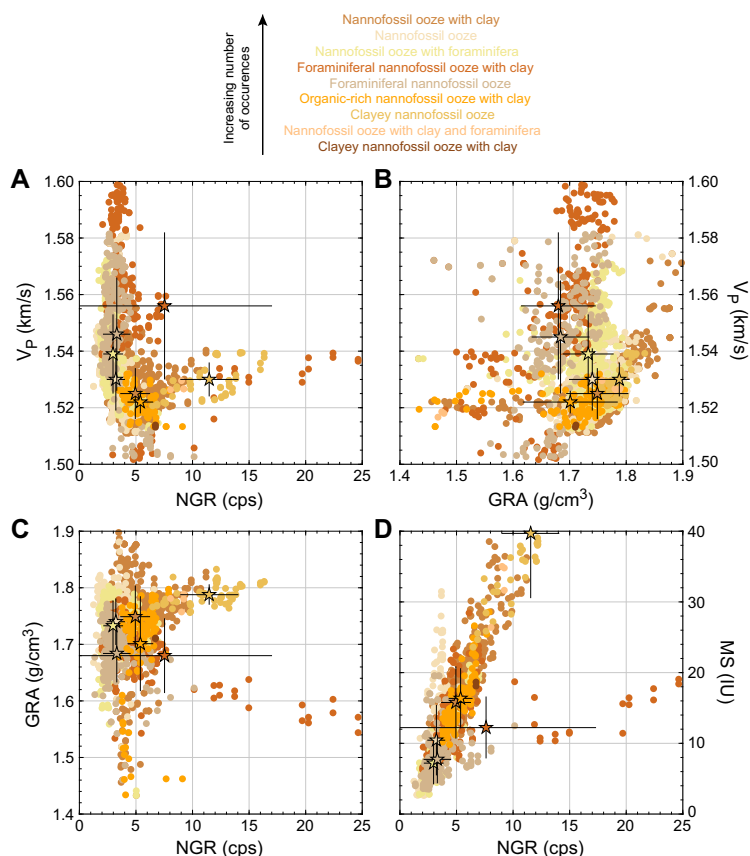 Increasing number
of occurences
Nannofossil ooze with clay
Nannofossil ooze
Nannofossil ooze with foraminifera
Foraminiferal nannofossil ooze with clay
Foraminiferal nannofossil ooze
Organic-rich nannofossil ooze with clay
Clayey nannofossil ooze
Nannofossil ooze with clay and foraminifera
Clayey nannofossil ooze with clay
A
1.60
1.58
1.56
1.54
1.52
1.50
V_P (km/s)
0 5 10 15 20 25
NGR (cps)
B
1.60
1.58
1.56
1.54
1.52
1.50
V_P (km/s)
1.4 1.5 1.6 1.7 1.8 1.9
GRA (g/cm³)
C
1.9
1.8
1.7
1.6
1.5
1.4
GRA (g/cm³)
0 5 10 15 20 25
NGR (cps)
D
40
30
20
10
0
MS (IU)
0 5 10 15 20 25
NGR (cps)